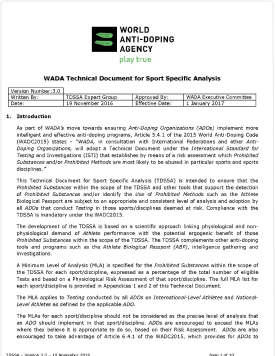 WORLD
ANTI-DOPING
AGENCY
play true
WADA Technical Document for Sport Specific Analysis
Version Number: 3.0
Written By: TDSSA Expert Group Approved By: WADA Executive Committee
Date: 19 November 2016 Effective Date: 1 January 2017
1. Introduction
As part of WADA's move towards ensuring Anti-Doping Organizations (ADOs) implement more
intelligent and effective anti-doping programs, Article 5.4.1 of the 2015 World Anti-Doping Code
(WADC2015) states - "WADA, in consultation with International Federations and other Anti-
Doping Organizations, will adopt a Technical Document under the International Standard for
Testing and Investigations (ISTI) that establishes by means of a risk assessment which Prohibited
Substances and/or Prohibited Methods are most likely to be abused in particular sports and sports
disciplines."
This Technical Document for Sport Specific Analysis (TDSSA) is intended to ensure that the
Prohibited Substances within the scope of the TDSSA and other tools that support the detection
of Prohibited Substances and/or identify the Use of Prohibited Methods such as the Athlete
Biological Passport are subject to an appropriate and consistent level of analysis and adoption by
all ADOs that conduct Testing in those sports/disciplines deemed at risk. Compliance with the
TDSSA is mandatory under the WADC2015.
The development of the TDSSA is based on a scientific approach linking physiological and non-
physiological demand of Athlete performance with the potential ergogenic benefit of those
Prohibited Substances within the scope of the TDSSA. The TDSSA complements other anti-doping
tools and programs such as the Athlete Biological Passport (ABP), intelligence gathering and
investigations.
A Minimum Level of Analysis (MLA) is specified for the Prohibited Substances within the scope of
the TDSSA for each sport/discipline, expressed as a percentage of the total number of eligible
Tests and based on a Physiological Risk Assessment of that sport/discipline. The full MLA list for
each sport/discipline is provided in Appendices 1 and 2 of this Technical Document.
The MLA applies to Testing conducted by all ADOs on International-Level Athletes and National-
Level Athletes as defined by the applicable ADO.
The MLAs for each sport/discipline should not be considered as the precise level of analysis that
an ADO should implement in that sport/discipline. ADOs are encouraged to exceed the MLAs
where they believe it is appropriate to do so, based on their Risk Assessment. ADOs are also
encouraged to take advantage of Article 6.4.1 of the WADC2015, which provides for ADOs to
TDSSA – Version 3.0 – 19 November 2016 Page 1 of 10